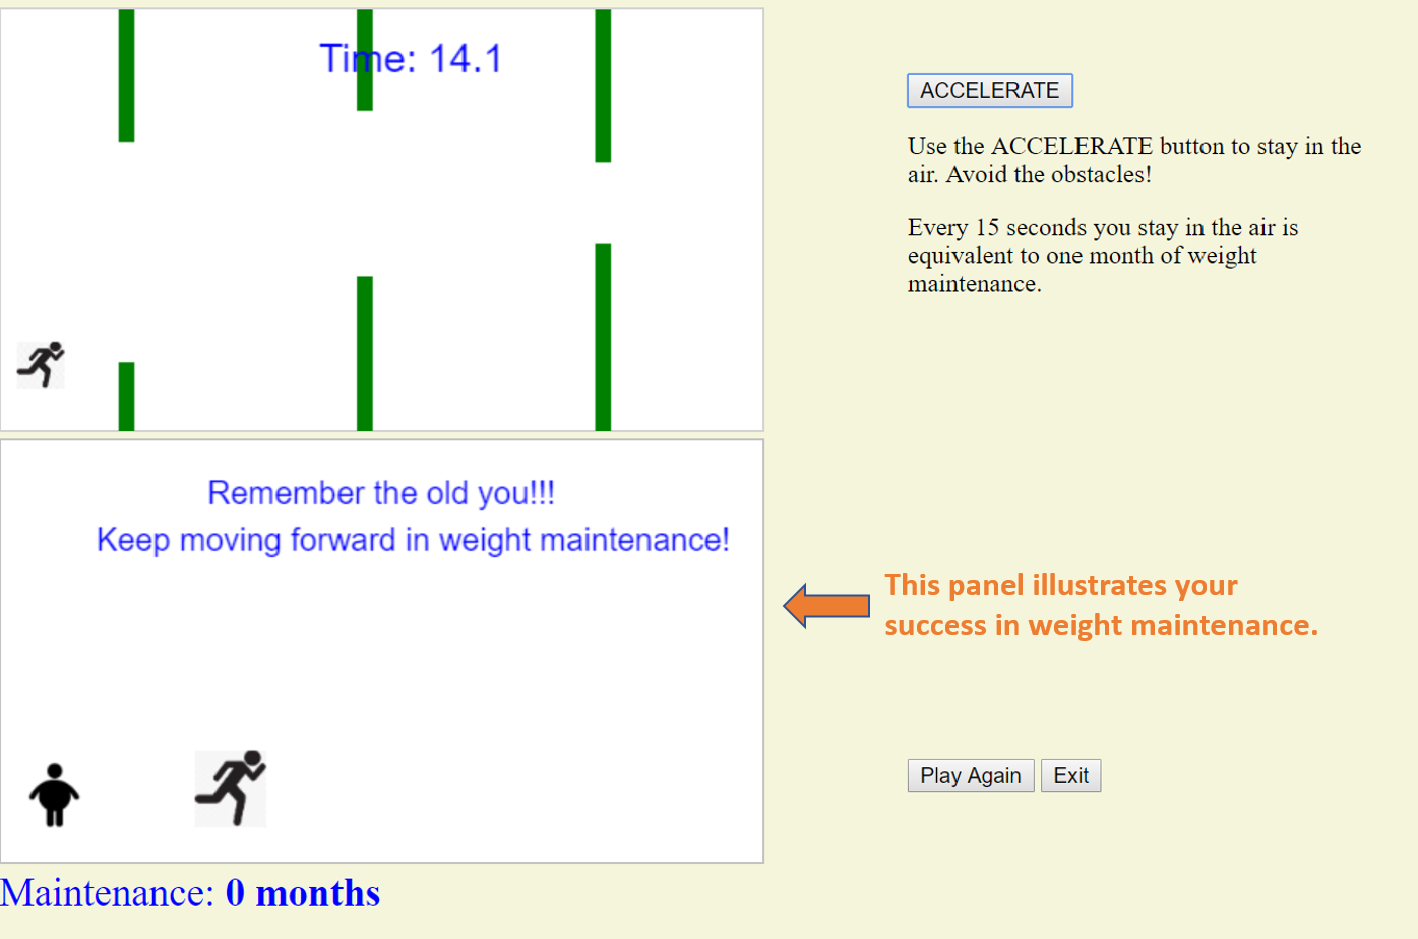 Time: 14.1
ACCELERATE
Use the ACCELERATE button to stay in the
air. Avoid the obstacles!
Every 15 seconds you stay in the air is
equivalent to one month of weight
maintenance.
Remember the old you!!!
Keep moving forward in weight maintenance!
This panel illustrates your
success in weight maintenance.
Play Again
Exit
Maintenance: 0 months